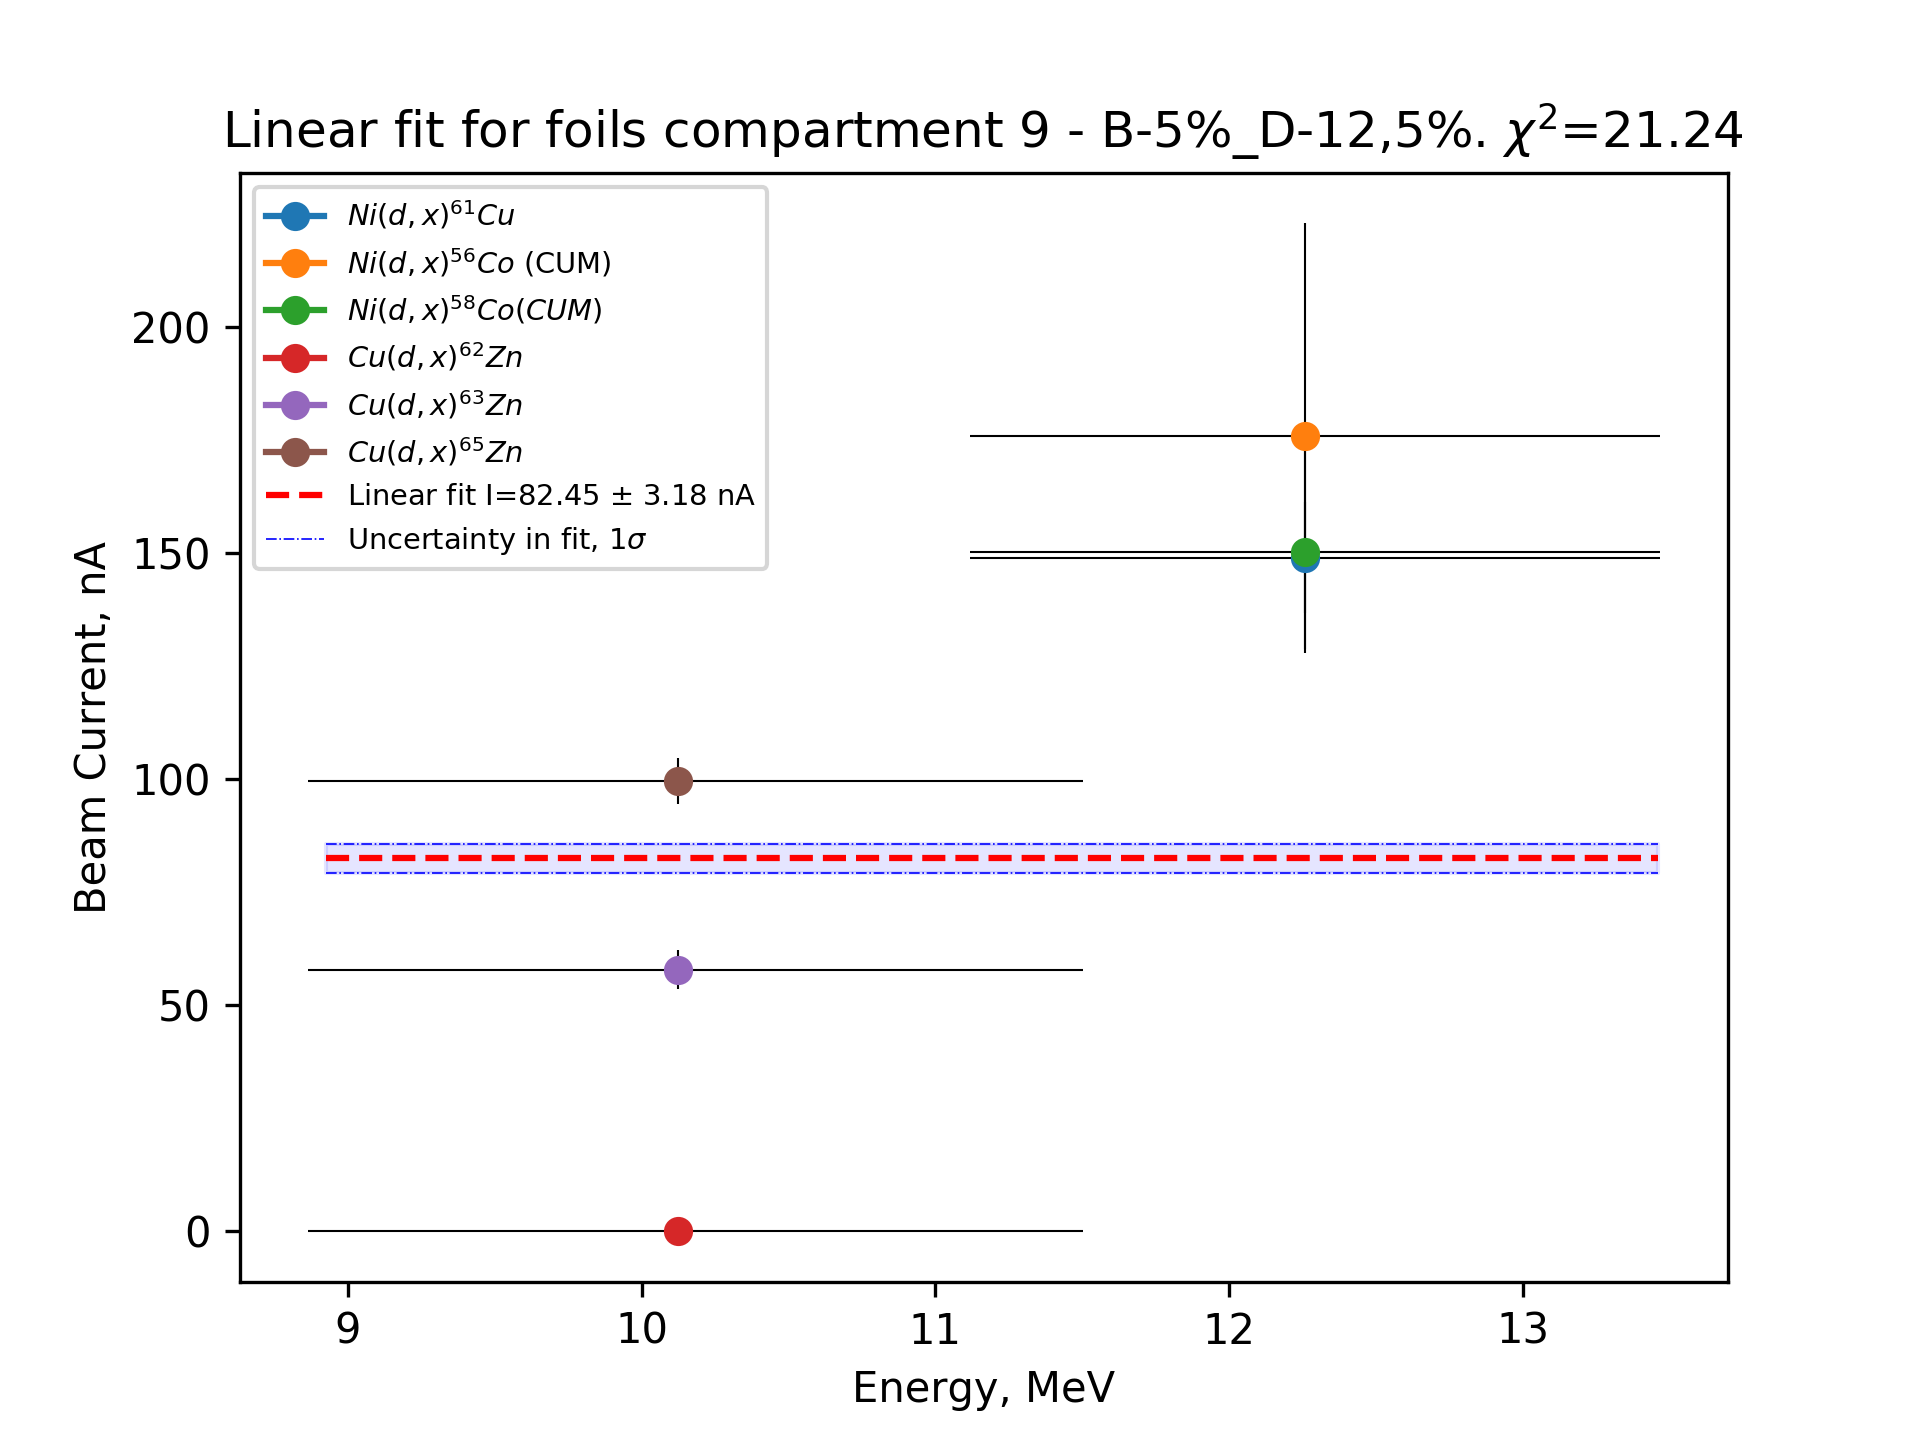 Linear fit for foils compartment 9 - B-5%_D-12,5%. χ²=21.24
Ni(d, x)⁶¹Cu
Ni(d, x)⁵⁶Co (CUM)
Ni(d, x)⁵⁸Co(CUM)
Cu(d, x)⁶²Zn
Cu(d, x)⁶³Zn
Cu(d, x)⁶⁵Zn
Linear fit I=82.45 ± 3.18 nA
Uncertainty in fit, 1σ
Beam Current, nA
200
150
100
50
0
9 10 11 12 13
Energy, MeV